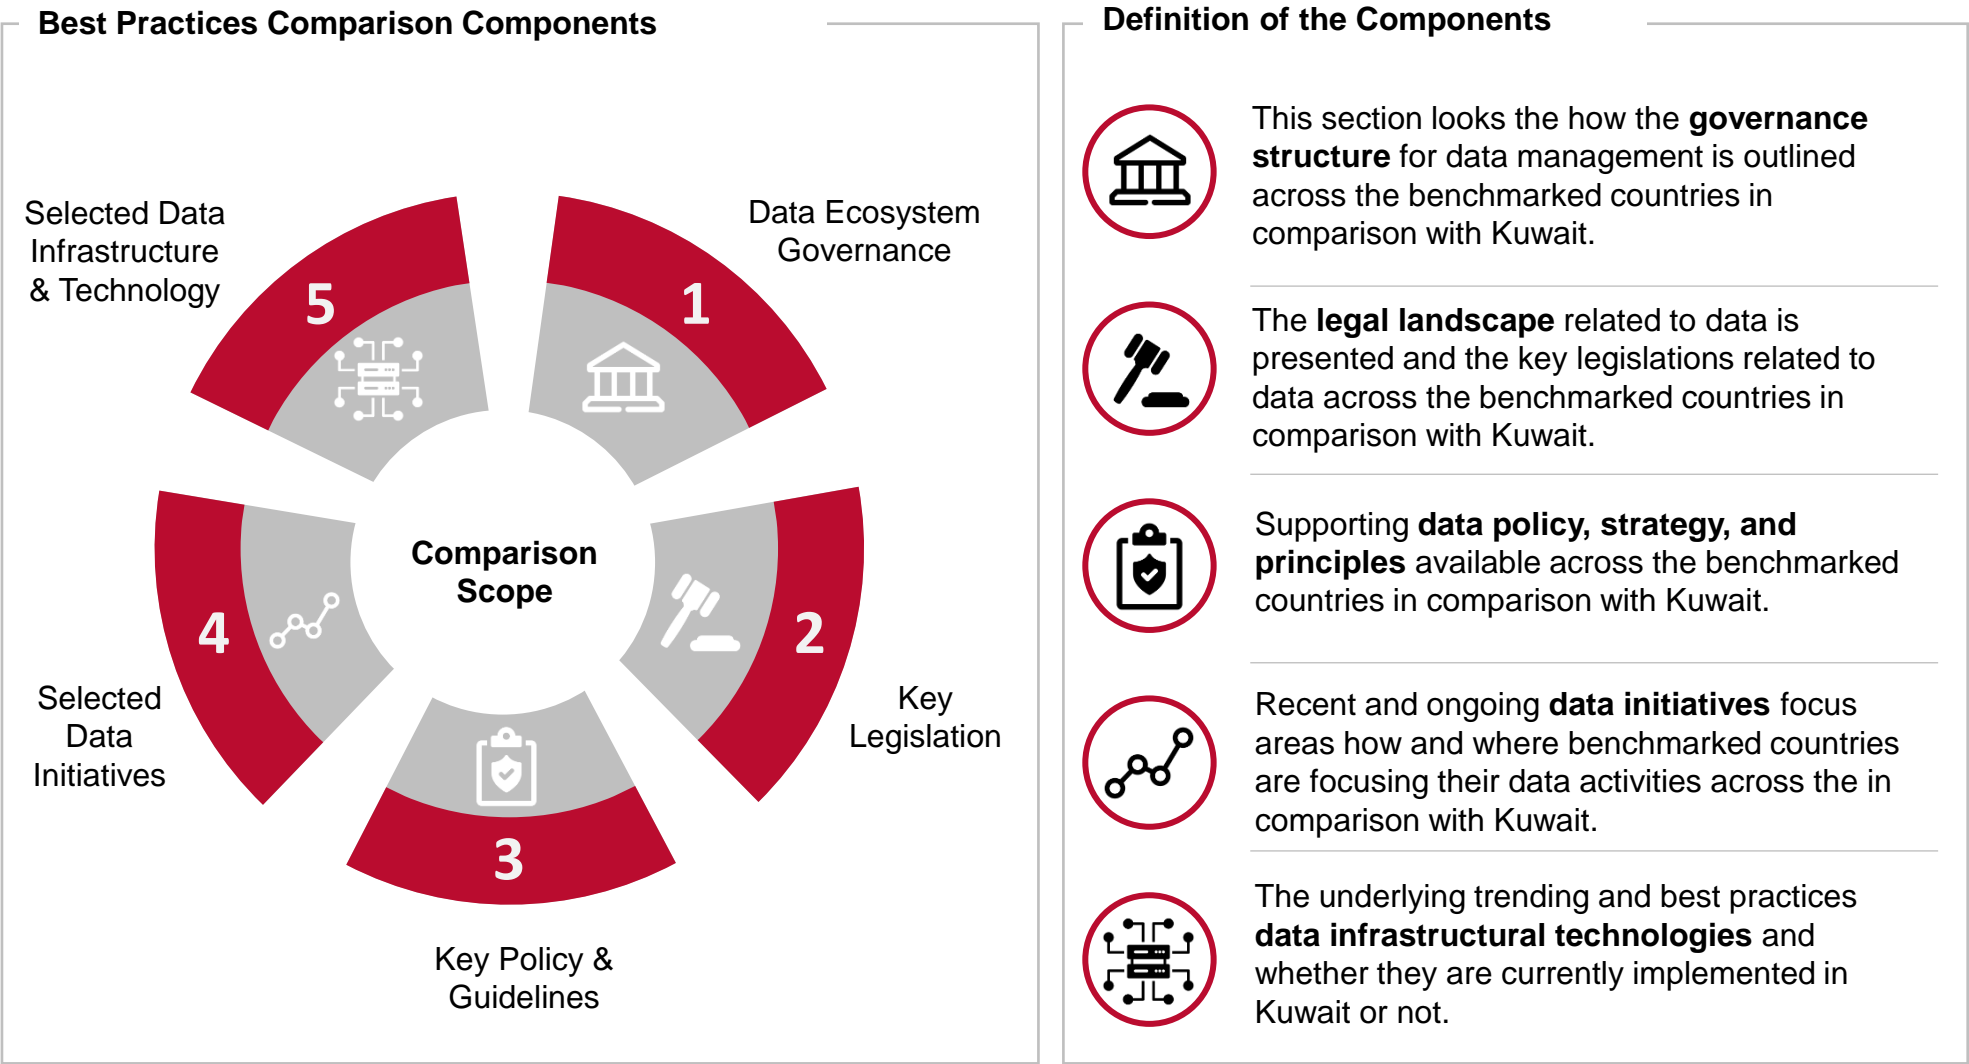 Best Practices Comparison Components
Selected Data
Infrastructure
& Technology
Data Ecosystem
Governance
5
1
Comparison
Scope
4
2
Selected
Data
Initiatives
Key
Legislation
3
Key Policy &
Guidelines
Definition of the Components
This section looks the how the governance
structure for data management is outlined
across the benchmarked countries in
comparison with Kuwait.
The legal landscape related to data is
presented and the key legislations related to
data across the benchmarked countries in
comparison with Kuwait.
Supporting data policy, strategy, and
principles available across the benchmarked
countries in comparison with Kuwait.
Recent and ongoing data initiatives focus
areas how and where benchmarked countries
are focusing their data activities across the in
comparison with Kuwait.
The underlying trending and best practices
data infrastructural technologies and
whether they are currently implemented in
Kuwait or not.